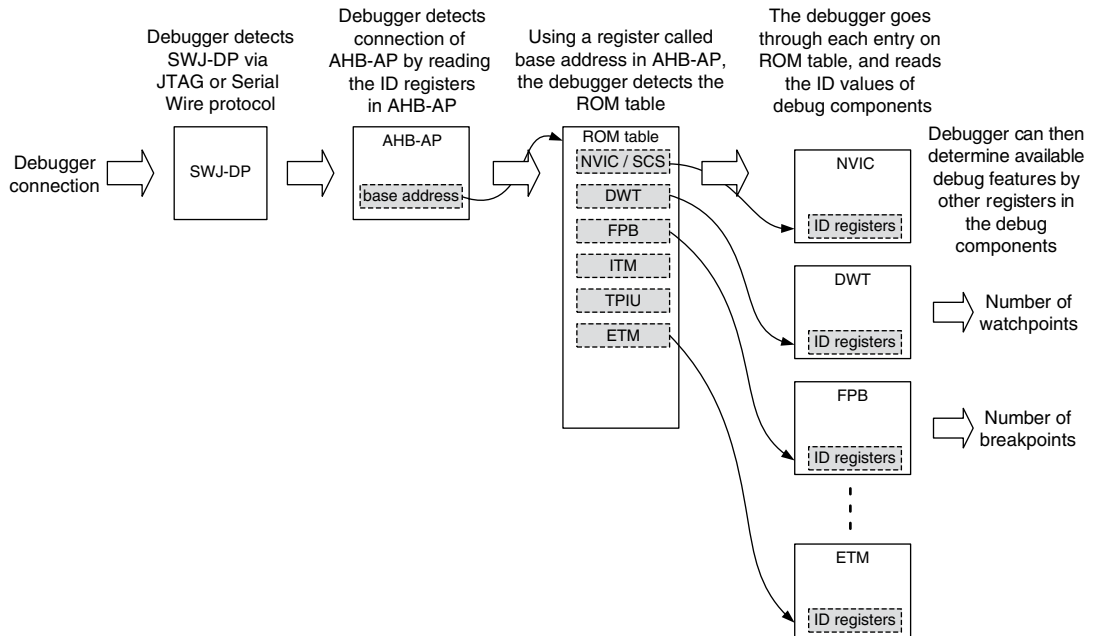 Debugger detects
SWJ-DP via
JTAG or Serial
Wire protocol
Debugger detects
connection of
AHB-AP by reading
the ID registers
in AHB-AP
Using a register called
base address in AHB-AP,
the debugger detects the
ROM table
The debugger goes
through each entry on
ROM table, and reads
the ID values of
debug components
Debugger can then
determine available
debug features by
other registers in
the debug
components
Debugger
connection
SWJ-DP
AHB-AP
base address
ROM table
NVIC / SCS
DWT
FPB
ITM
TPIU
ETM
NVIC
ID registers
DWT
ID registers
Number of
watchpoints
FPB
ID registers
Number of
breakpoints
ETM
ID registers